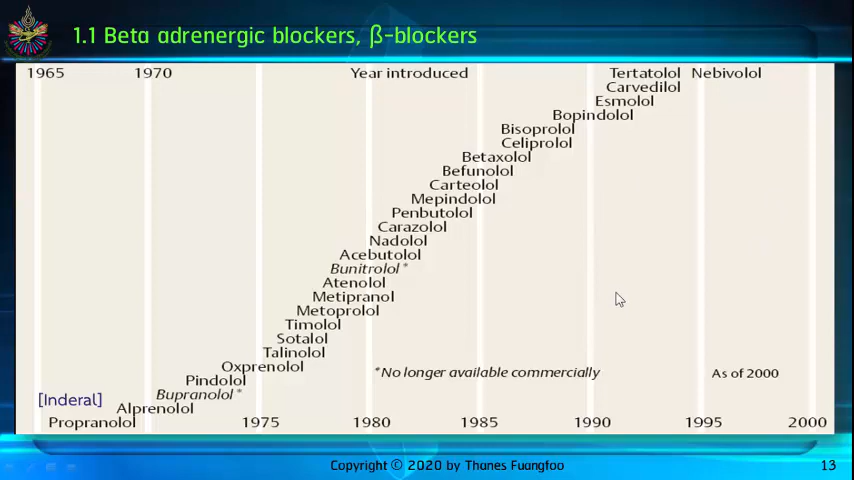 1.1 Beta adrenergic blockers, β-blockers
1965 1970 Year introduced Tertatolol Nebivolol
Carvedilol
Esmolol
Bopindolol
Bisoprolol
Celiprolol
Betaxolol
Befunolol
Carteolol
Mepindolol
Penbutolol
Carazolol
Nadolol
Acebutolol
Bunitrolol *
Atenolol
Metipranol
Metoprolol
Timolol
Sotalol
Talinolol
Oxprenolol
*No longer available commercially As of 2000
Pindolol
Bupranolol *
[Inderal]
Alprenolol
Propranolol 1975 1980 1985 1990 1995 2000
Copyright © 2020 by Thanes Fuangfoo 13